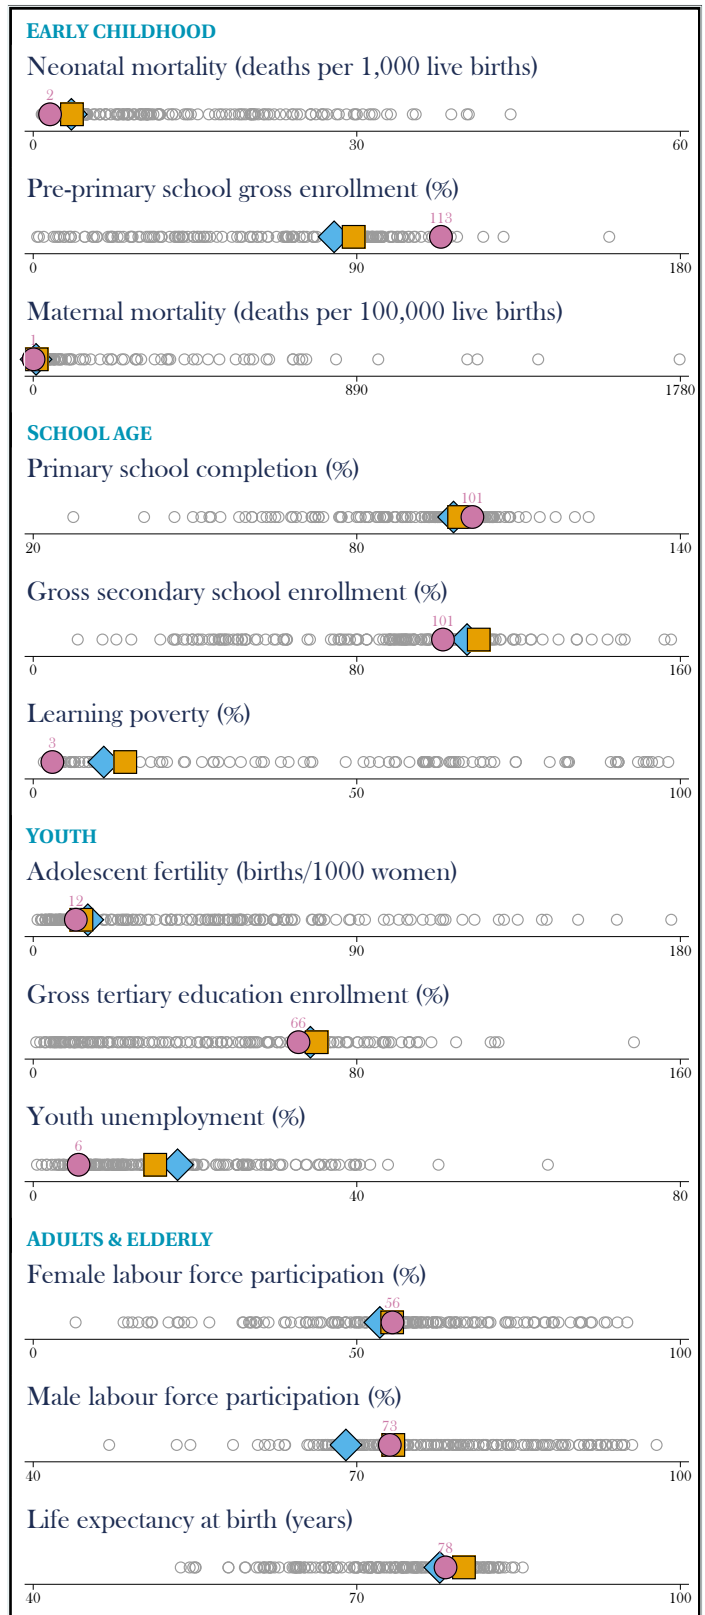 EARLY CHILDHOOD
Neonatal mortality (deaths per 1,000 live births)
2
0 30 60
Pre-primary school gross enrollment (%)
113
0 90 180
Maternal mortality (deaths per 100,000 live births)
1
0 890 1780
SCHOOL AGE
Primary school completion (%)
101
20 80 140
Gross secondary school enrollment (%)
101
0 80 160
Learning poverty (%)
3
0 50 100
YOUTH
Adolescent fertility (births/1000 women)
12
0 90 180
Gross tertiary education enrollment (%)
66
0 80 160
Youth unemployment (%)
6
0 40 80
ADULTS & ELDERLY
Female labour force participation (%)
56
0 50 100
Male labour force participation (%)
73
40 70 100
Life expectancy at birth (years)
78
40 70 100